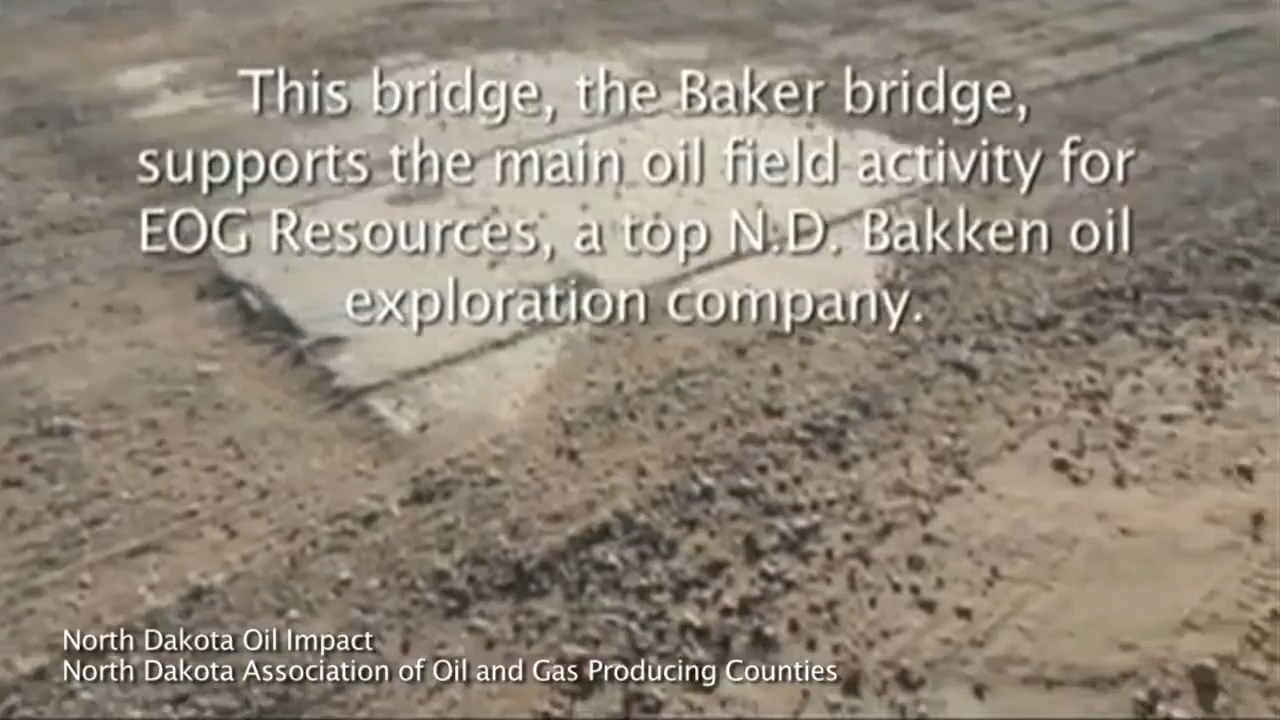 This bridge, the Baker bridge,
supports the main oil field activity for
EOG Resources, a top N.D. Bakken oil
exploration company.
North Dakota Oil Impact
North Dakota Association of Oil and Gas Producing Counties